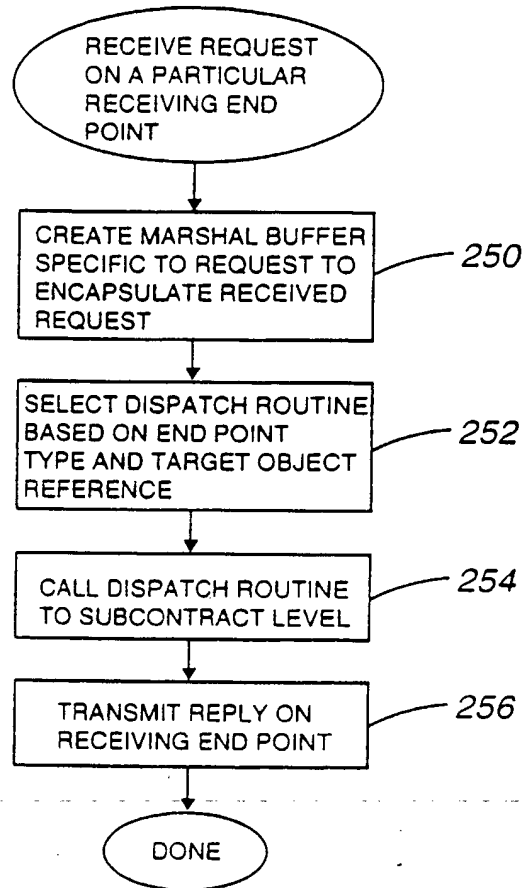 RECEIVE REQUEST
ON A PARTICULAR
RECEIVING END
POINT
CREATE MARSHAL BUFFER
SPECIFIC TO REQUEST TO
ENCAPSULATE RECEIVED
REQUEST
250
SELECT DISPATCH ROUTINE
BASED ON END POINT
TYPE AND TARGET OBJECT
REFERENCE
252
CALL DISPATCH ROUTINE
TO SUBCONTRACT LEVEL
254
TRANSMIT REPLY ON
RECEIVING END POINT
256
DONE